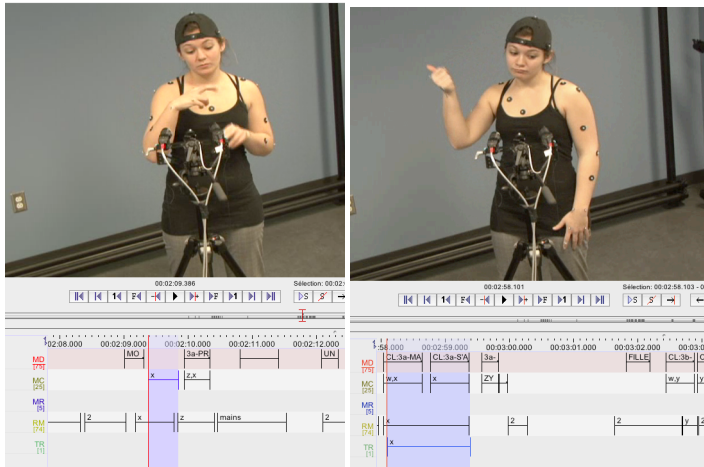 00:02:09.386
Sélection: 00:02:
1 F F 1 S S
02:08.000 00:02:09.000 00:02:10.000 00:02:11.000 00:02:12.000
MD [75] MO 3a-PR UN
MC [25] x z,x
MR [5]
RM [74] 2 x z mains 2
TR [1]
00:02:58.101
Sélection: 00:02:58.103 - 0
1 F F 1 S S
:58.000 00:02:59.000 00:03:00.000 00:03:01.000 00:03:02.000
MD [75] CL:3a-MA CL:3a-S'A 3a- FILLE CL:3b-
MC [25] w,x x ZY w,y y
MR [5]
RM [74] x 2 2 y 2
TR [1] x